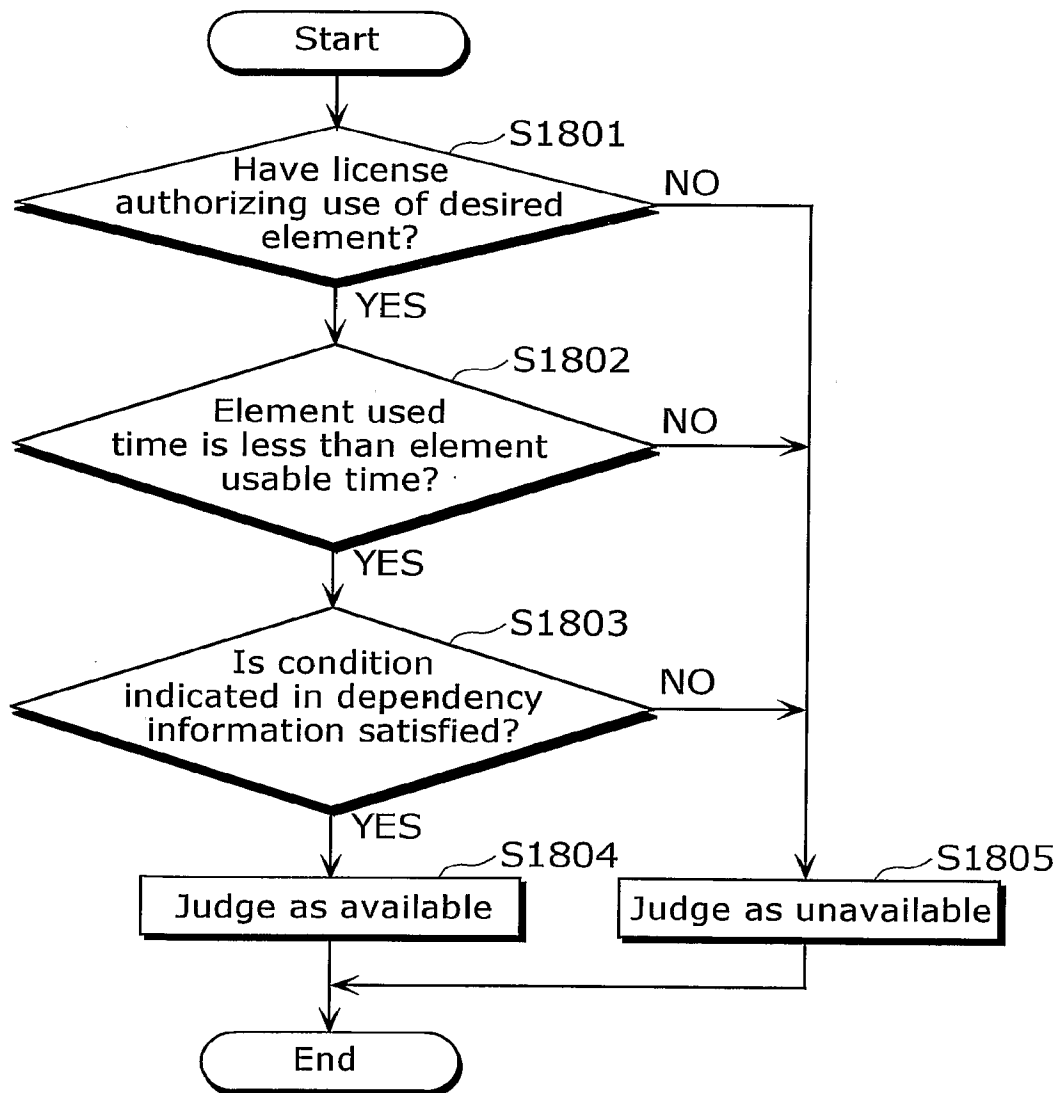 Start
S1801
Have license
authorizing use of desired
element?
NO
YES
S1802
Element used
time is less than element
usable time?
NO
YES
S1803
Is condition
indicated in dependency
information satisfied?
NO
YES
S1804
Judge as available
S1805
Judge as unavailable
End